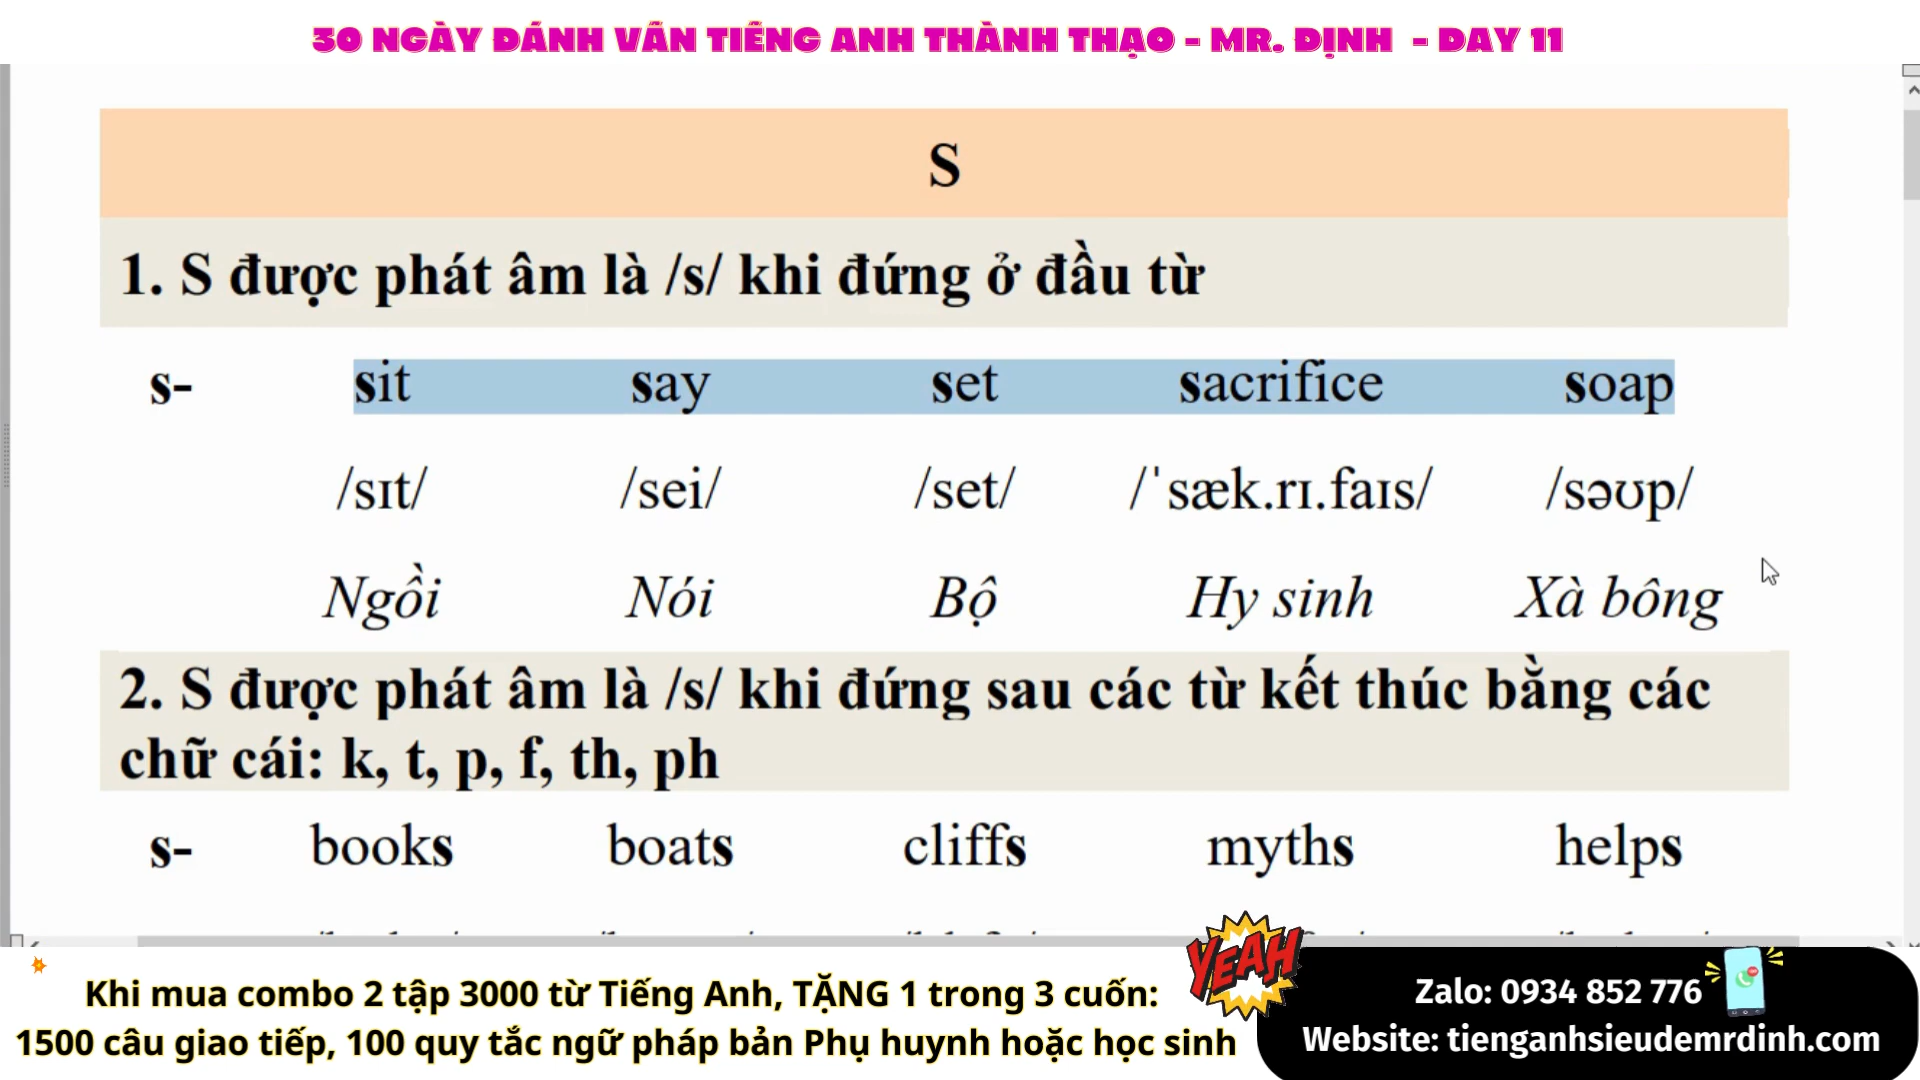 30 NGÀY ĐÁNH VẦN TIẾNG ANH THÀNH THẠO - MR. ĐỊNH - DAY 11
S
1. S được phát âm là /s/ khi đứng ở đầu từ
s- sit say set sacrifice soap
/sɪt/ /sei/ /set/ /ˈsæk.rɪ.faɪs/ /səʊp/
Ngồi Nói Bộ Hy sinh Xà bông
2. S được phát âm là /s/ khi đứng sau các từ kết thúc bằng các
chữ cái: k, t, p, f, th, ph
s- books boats cliffs myths helps
YEAH
Khi mua combo 2 tập 3000 từ Tiếng Anh, TẶNG 1 trong 3 cuốn:
1500 câu giao tiếp, 100 quy tắc ngữ pháp bản Phụ huynh hoặc học sinh
Zalo: 0934 852 776
Website: tienganhsieudemrdinh.com